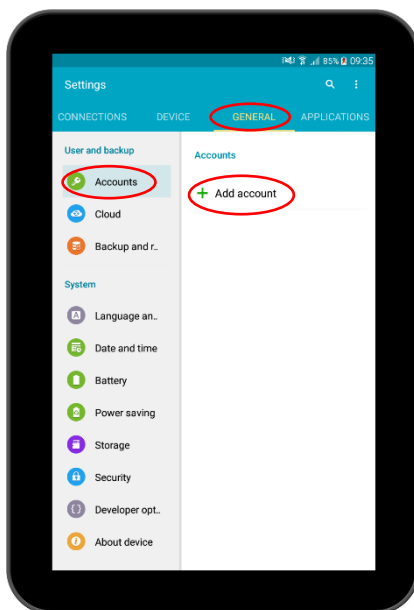 85% 09:35
Settings
CONNECTIONS DEVICE GENERAL APPLICATIONS
User and backup
Accounts
Cloud
Backup and r..
System
Language an..
Date and time
Battery
Power saving
Storage
Security
Developer opt..
About device
Accounts
Add account